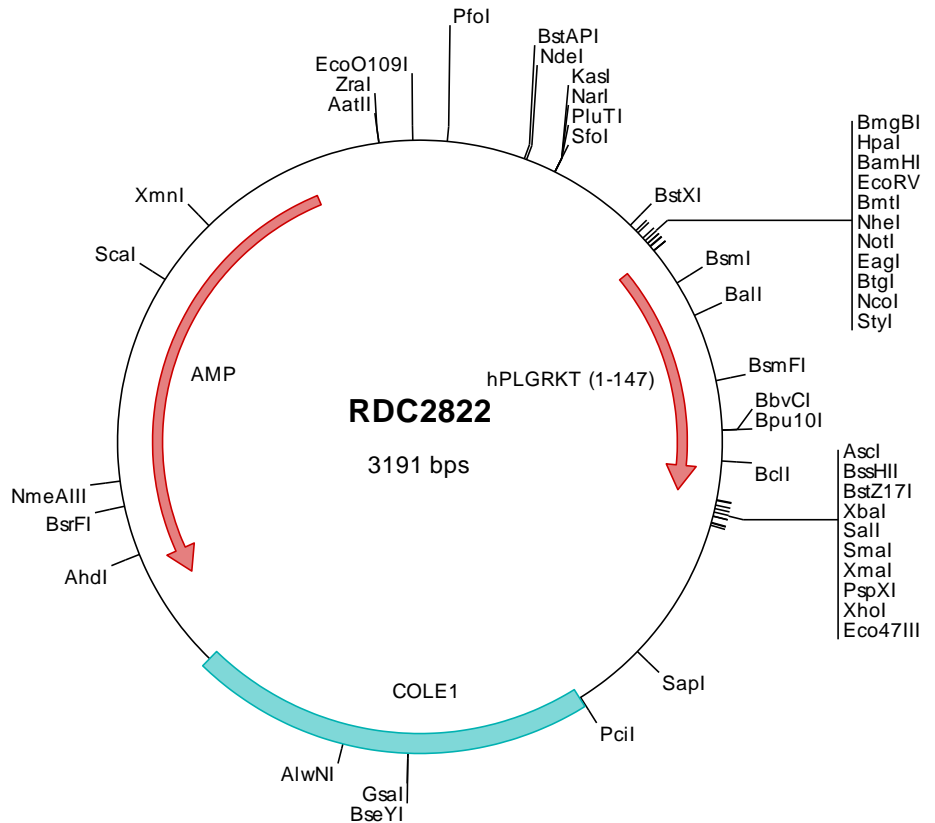 PfoI
BstAPI
NdeI
EcoO109I
ZraI
AatII
KasI
NarI
PluTI
SfoI
BmgBI
HpaI
BamHI
EcoRV
BmtI
NheI
NotI
EagI
BtgI
NcoI
StyI
XmnI
BstXI
ScaI
BsmI
BalI
AMP
hPLGRKT (1-147)
BsmFI
RDC2822
BbvCI
Bpu10I
3191 bps
BclI
AscI
BssHII
BstZ17I
XbaI
SalI
SmaI
XmaI
PspXI
XhoI
Eco47III
NmeAIII
BsrFI
AhdI
COLE1
SapI
PciI
AlwNI
GsaI
BseYI